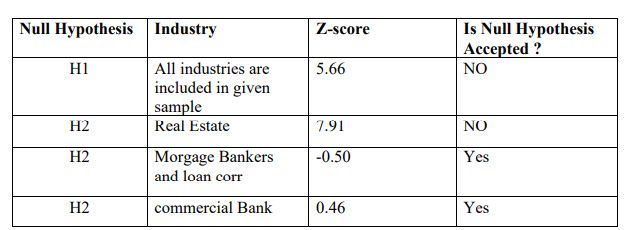 Null Hypothesis Industry Z-score Is Null Hypothesis
Accepted ?
H1 All industries are 5.66 NO
included in given
sample
H2 Real Estate 7.91 NO
H2 Morgage Bankers -0.50 Yes
and loan corr
H2 commercial Bank 0.46 Yes